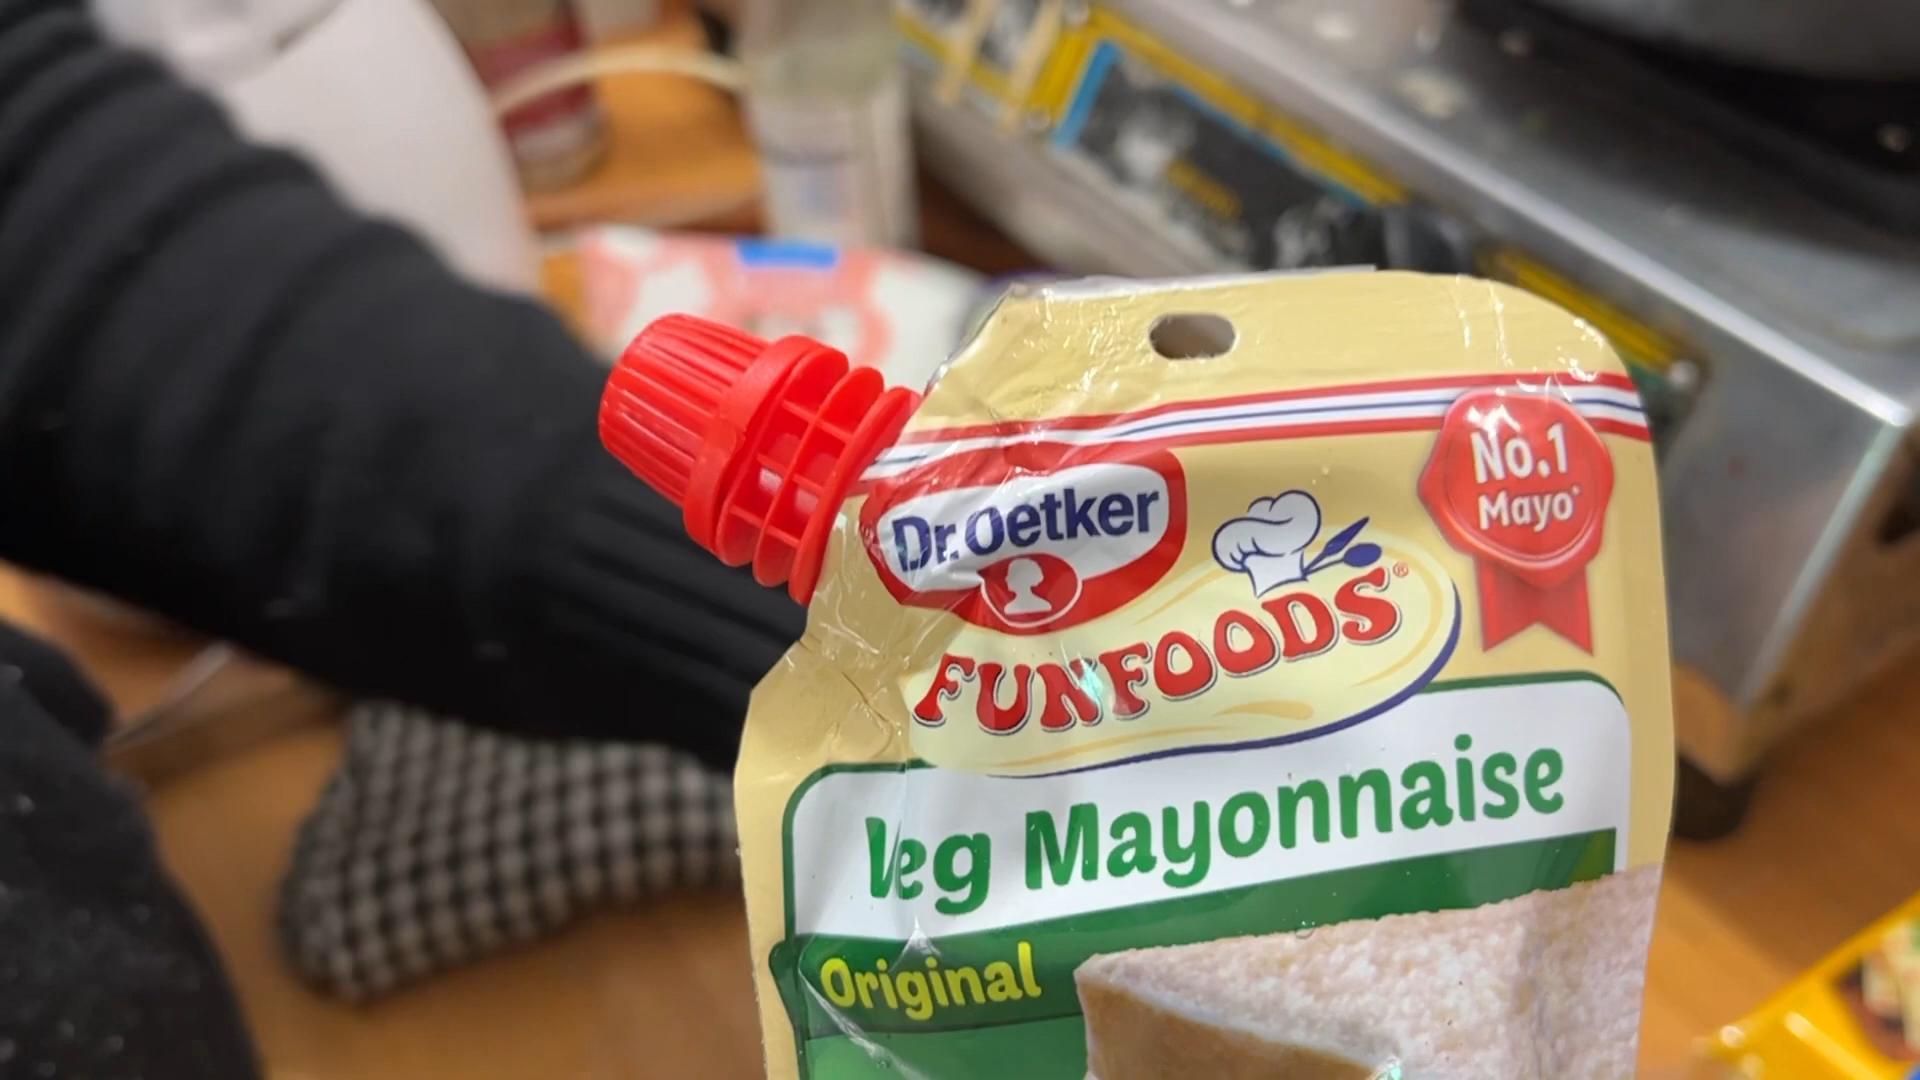 No.1
Mayo*
Dr.Oetker
FUNFOODS®
Veg Mayonnaise
Original